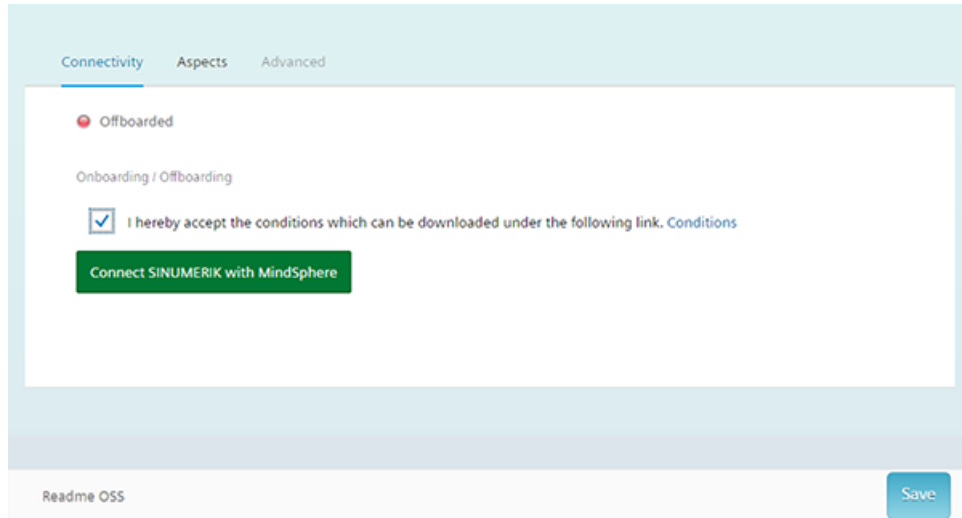 Connectivity Aspects Advanced
Offboarded
Onboarding / Offboarding
I hereby accept the conditions which can be downloaded under the following link. Conditions
Connect SINUMERIK with MindSphere
Readme OSS Save